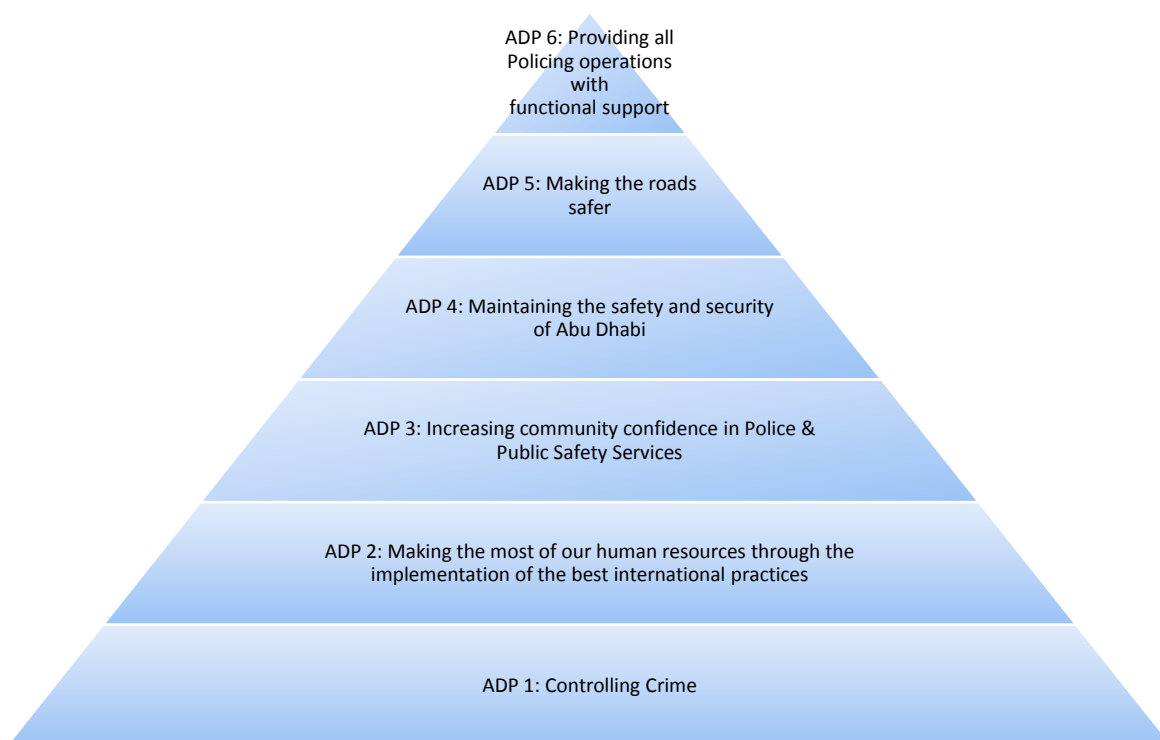 ADP 6: Providing all
Policing operations
with
functional support
ADP 5: Making the roads
safer
ADP 4: Maintaining the safety and security
of Abu Dhabi
ADP 3: Increasing community confidence in Police &
Public Safety Services
ADP 2: Making the most of our human resources through the
implementation of the best international practices
ADP 1: Controlling Crime